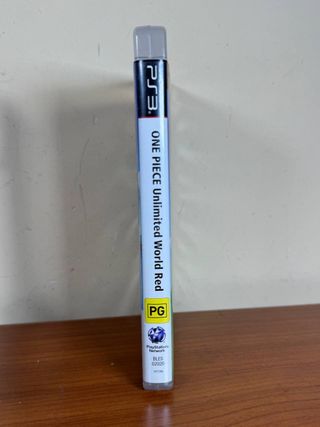 PS3
ONE PIECE Unlimited World Red
PG
PlayStation
Network
BLES
02020